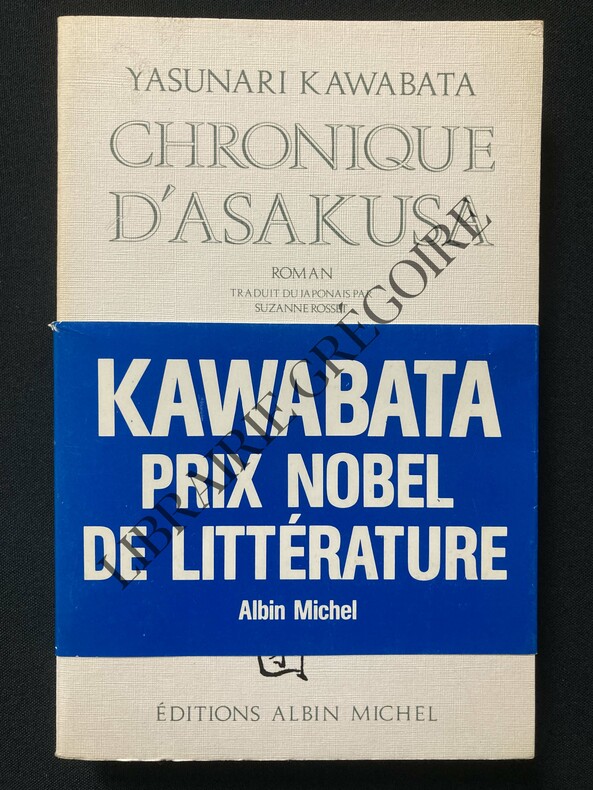 YASUNARI KAWABATA
CHRONIQUE
D'ASAKUSA
ROMAN
TRADUIT DU JAPONAIS PAR
SUZANNE ROSSET
KAWABATA
PRIX NOBEL
DE LITTÉRATURE
Albin Michel
ÉDITIONS ALBIN MICHEL
LIBRAIRIE GRÉGOIRE